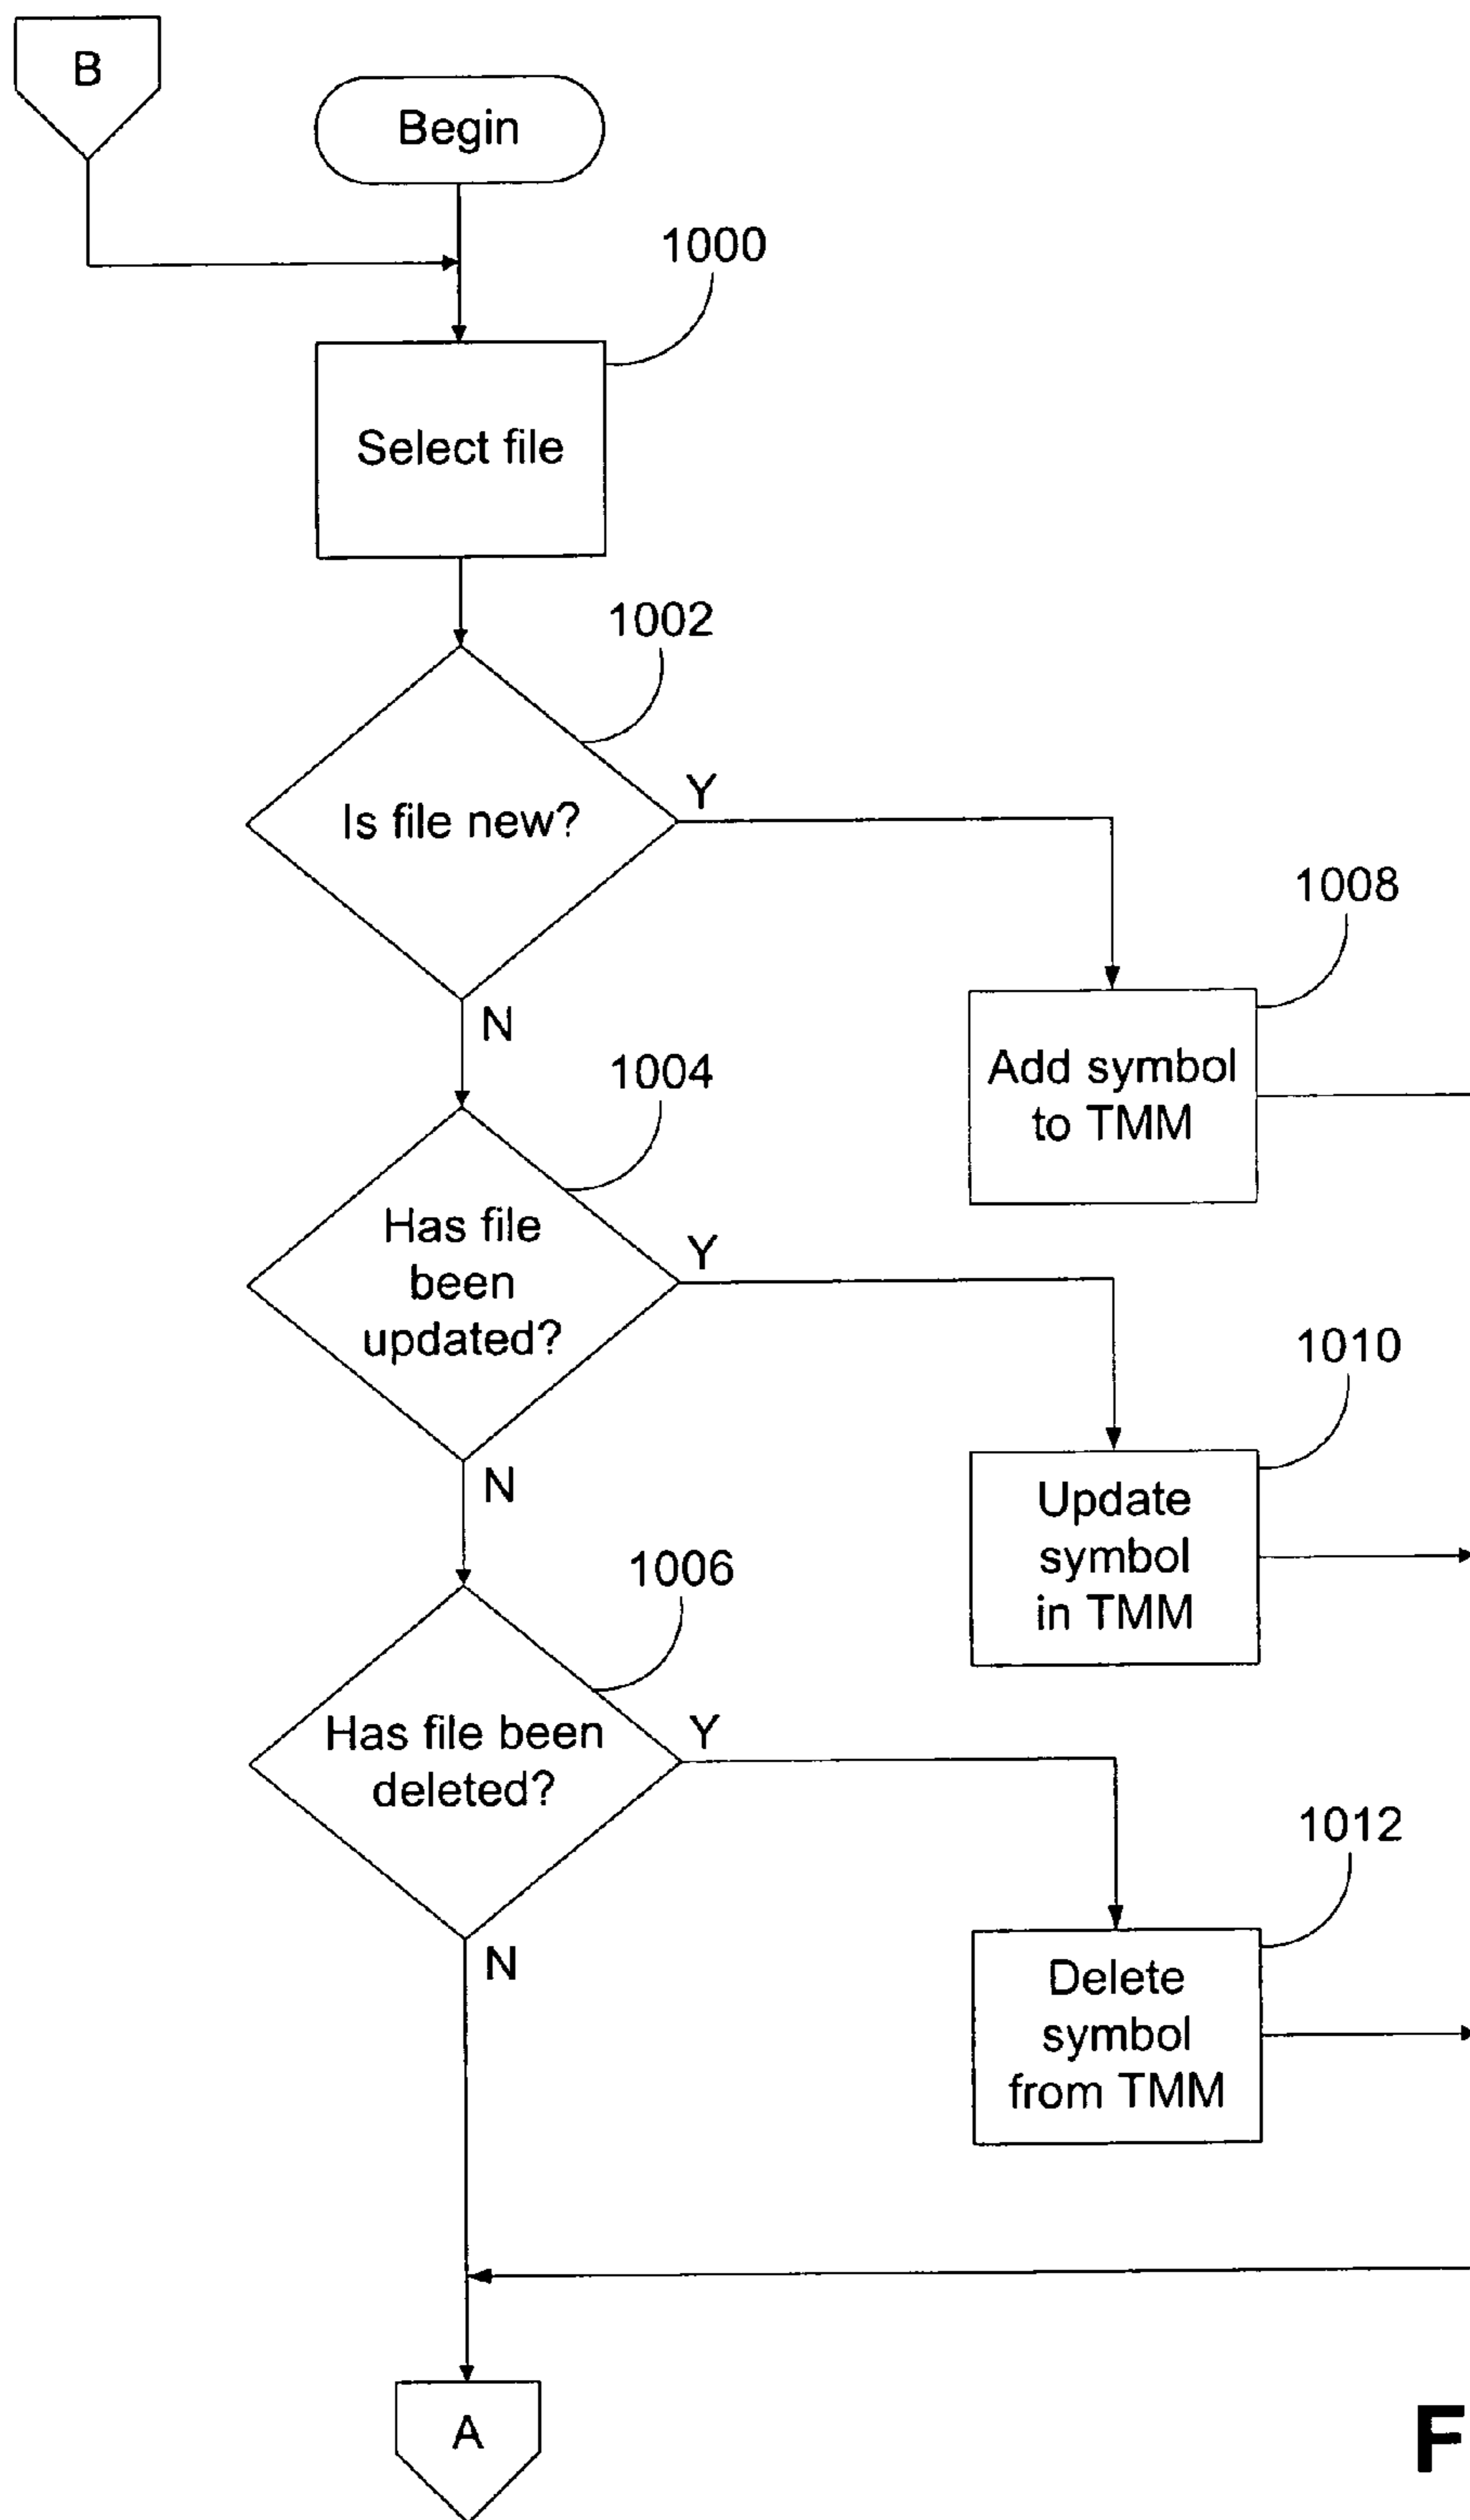 B
Begin
1000
Select file
1002
Is file new?
Y
1008
N
Add symbol
to TMM
1004
Has file
been
updated?
Y
1010
N
Update
symbol
in TMM
1006
Has file been
deleted?
Y
1012
N
Delete
symbol
from TMM
A
F